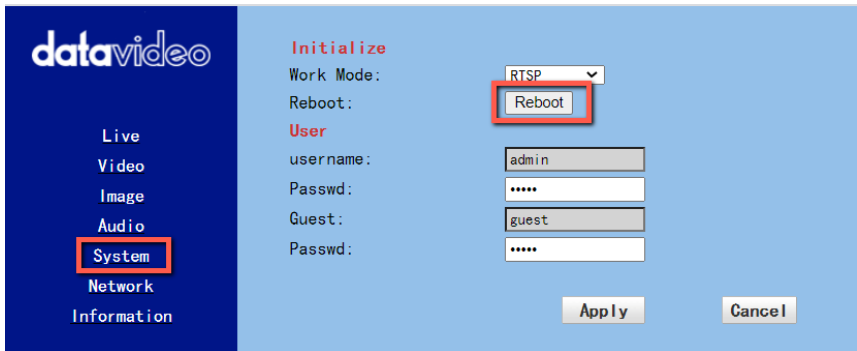 datavideo
Live
Video
Image
Audio
System
Network
Information
Initialize
Work Mode: RTSP
Reboot: Reboot
User
username: admin
Passwd: •••••
Guest: guest
Passwd: •••••
Apply Cancel